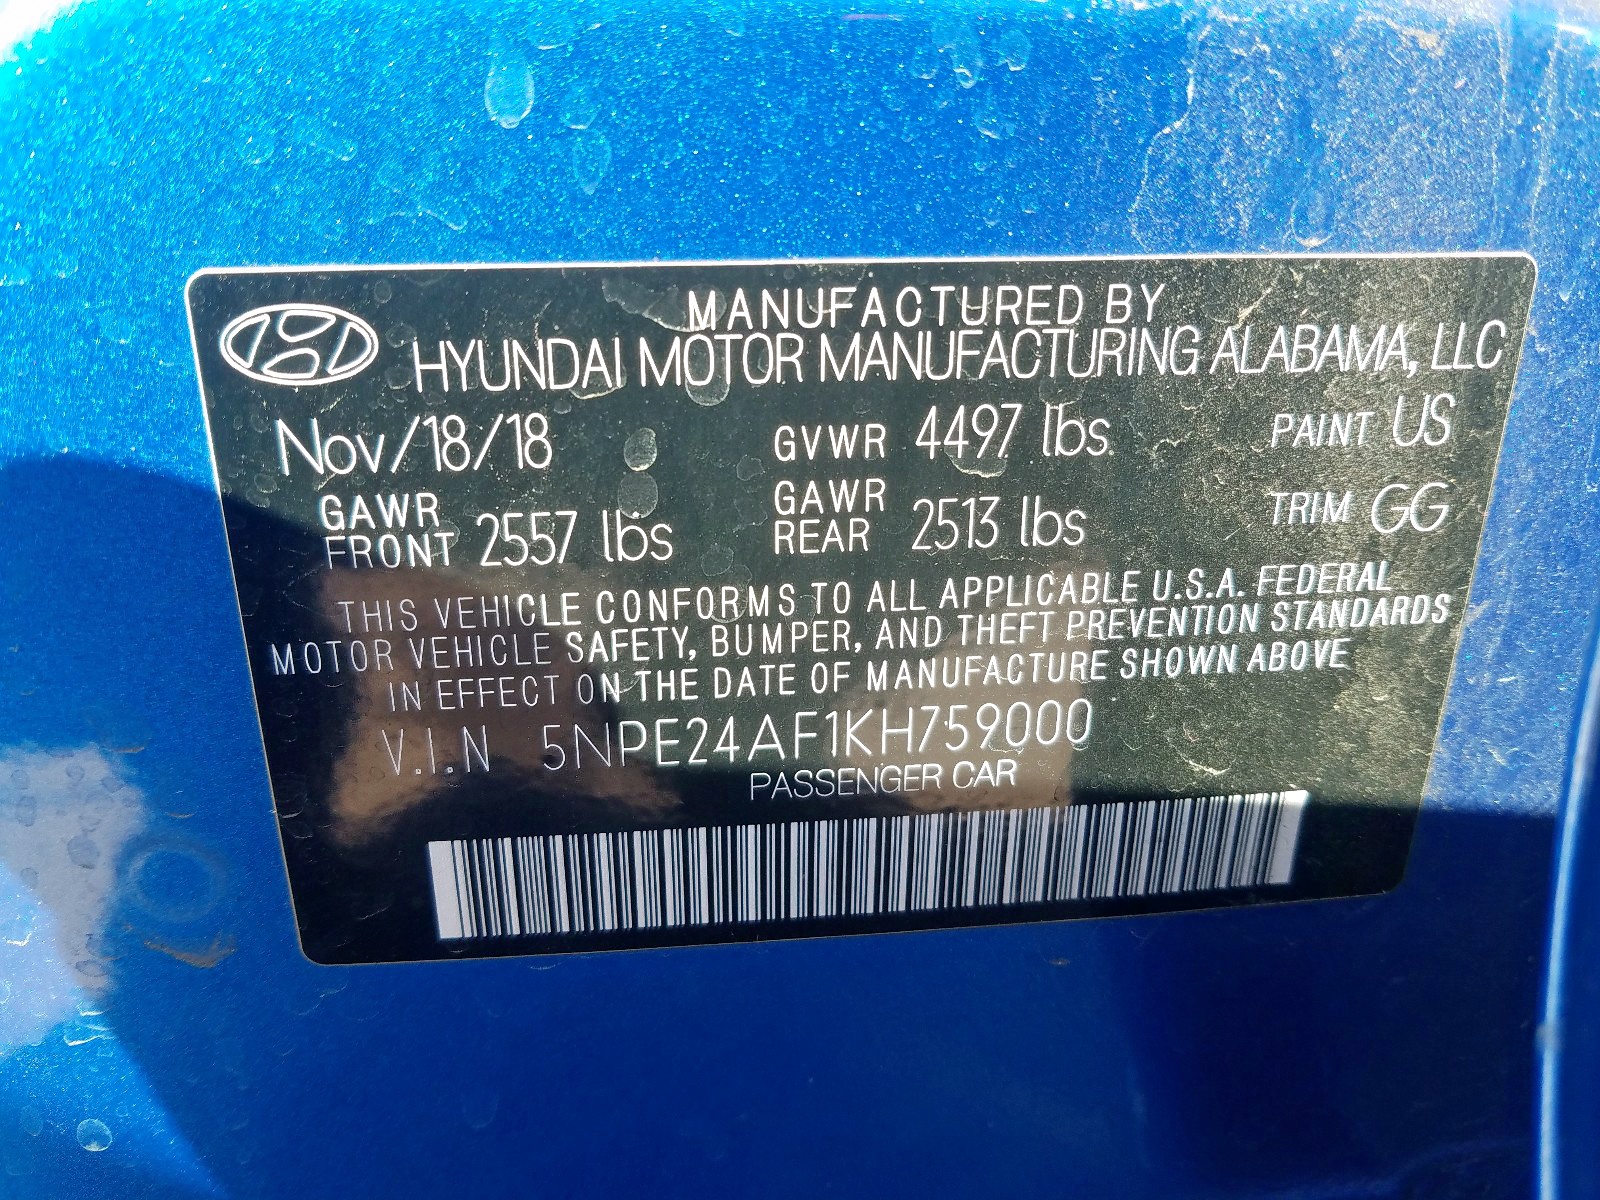 MANUFACTURED BY
HYUNDAI MOTOR MANUFACTURING ALABAMA, LLC
Nov/18/18 GVWR 4497 lbs. PAINT US
GAWR FRONT 2557 lbs GAWR REAR 2513 lbs TRIM GG
THIS VEHICLE CONFORMS TO ALL APPLICABLE U.S.A. FEDERAL
MOTOR VEHICLE SAFETY, BUMPER, AND THEFT PREVENTION STANDARDS
IN EFFECT ON THE DATE OF MANUFACTURE SHOWN ABOVE
V.I.N 5NPE24AF1KH759000
PASSENGER CAR